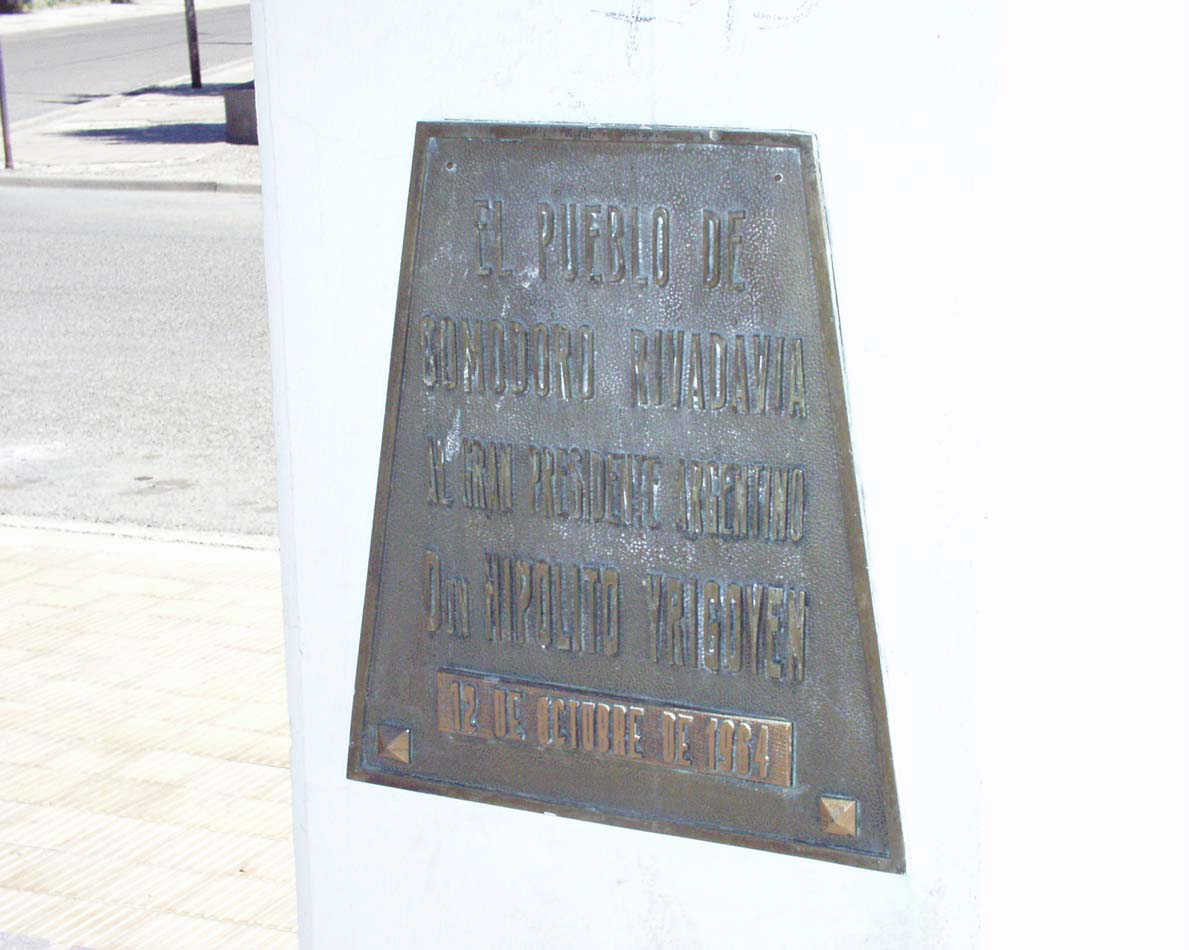 EL PUEBLO DE
COMODORO RIVADAVIA
AL GRAN PRESIDENTE ARGENTINO
Don HIPOLITO YRIGOYEN
12 DE OCTUBRE DE 1964